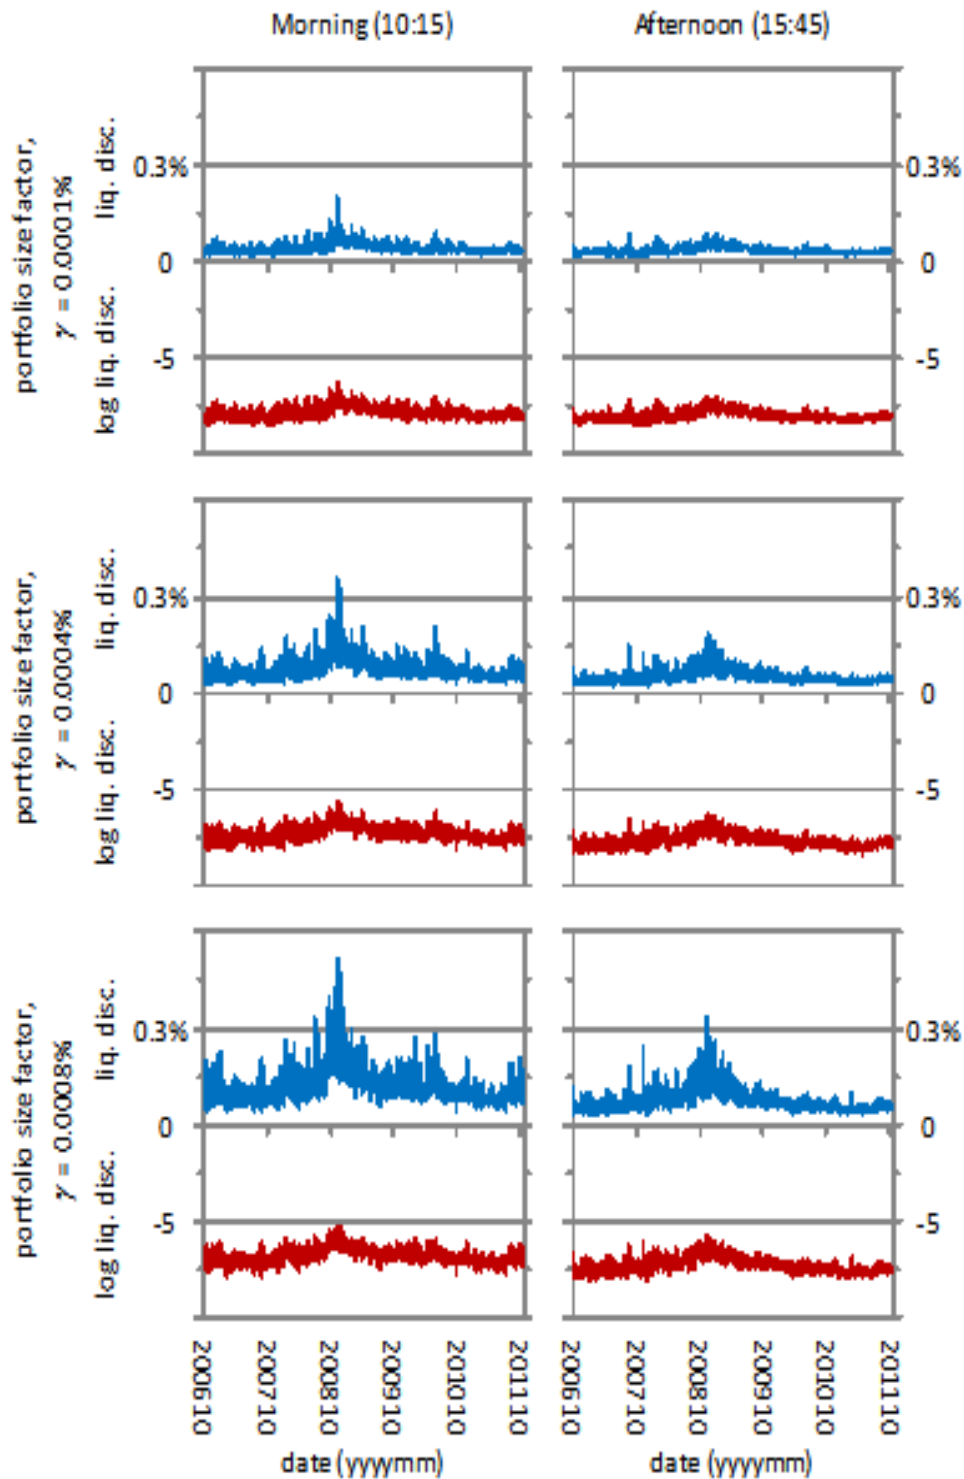 Morning (10:15)
Afternoon (15:45)
portfolio size factor,
γ = 0.0001%
liq. disc.
log liq. disc.
0.3%
0
-5
0.3%
0
-5
portfolio size factor,
γ = 0.0004%
liq. disc.
log liq. disc.
0.3%
0
-5
0.3%
0
-5
portfolio size factor,
γ = 0.0008%
liq. disc.
log liq. disc.
0.3%
0
-5
0.3%
0
-5
200610
200710
200810
200910
201010
201110
200610
200710
200810
200910
201010
201110
date (yyyymm)
date (yyyymm)